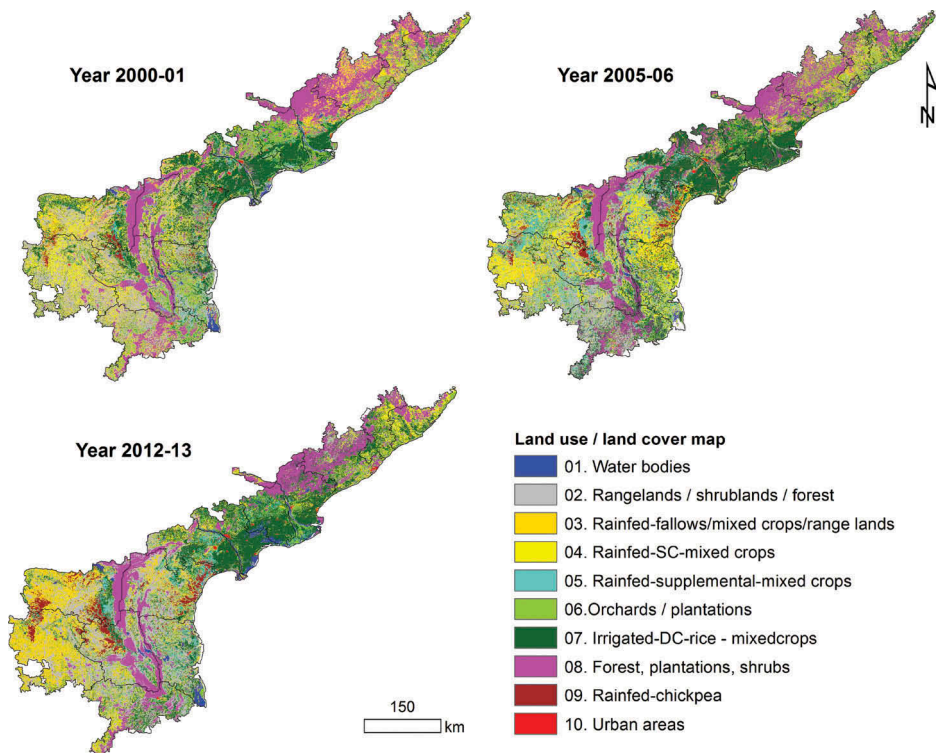 Year 2000-01
Year 2005-06
N
Year 2012-13
Land use / land cover map
01. Water bodies
02. Rangelands / shrublands / forest
03. Rainfed-fallows/mixed crops/range lands
04. Rainfed-SC-mixed crops
05. Rainfed-supplemental-mixed crops
06.Orchards / plantations
07. Irrigated-DC-rice - mixedcrops
08. Forest, plantations, shrubs
09. Rainfed-chickpea
10. Urban areas
150
km